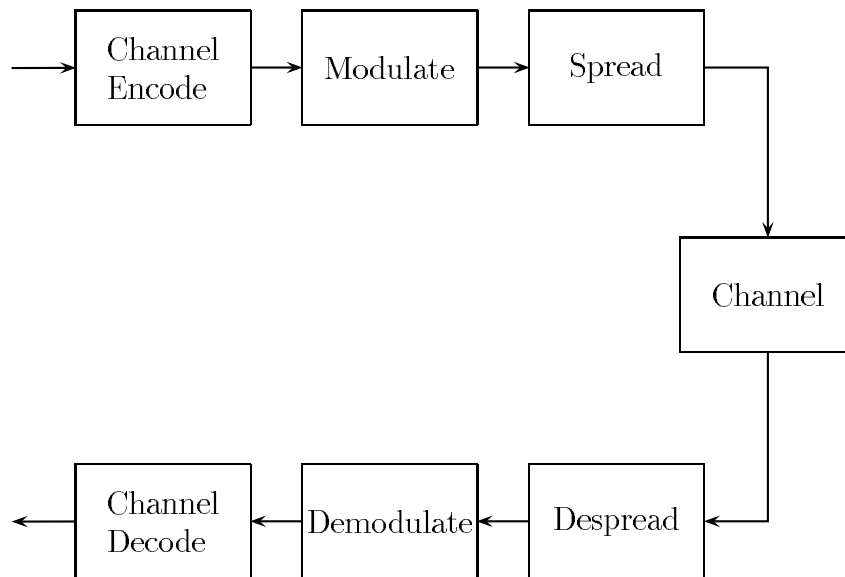 Channel
Encode
Modulate
Spread
Channel
Channel
Decode
Demodulate
Despread